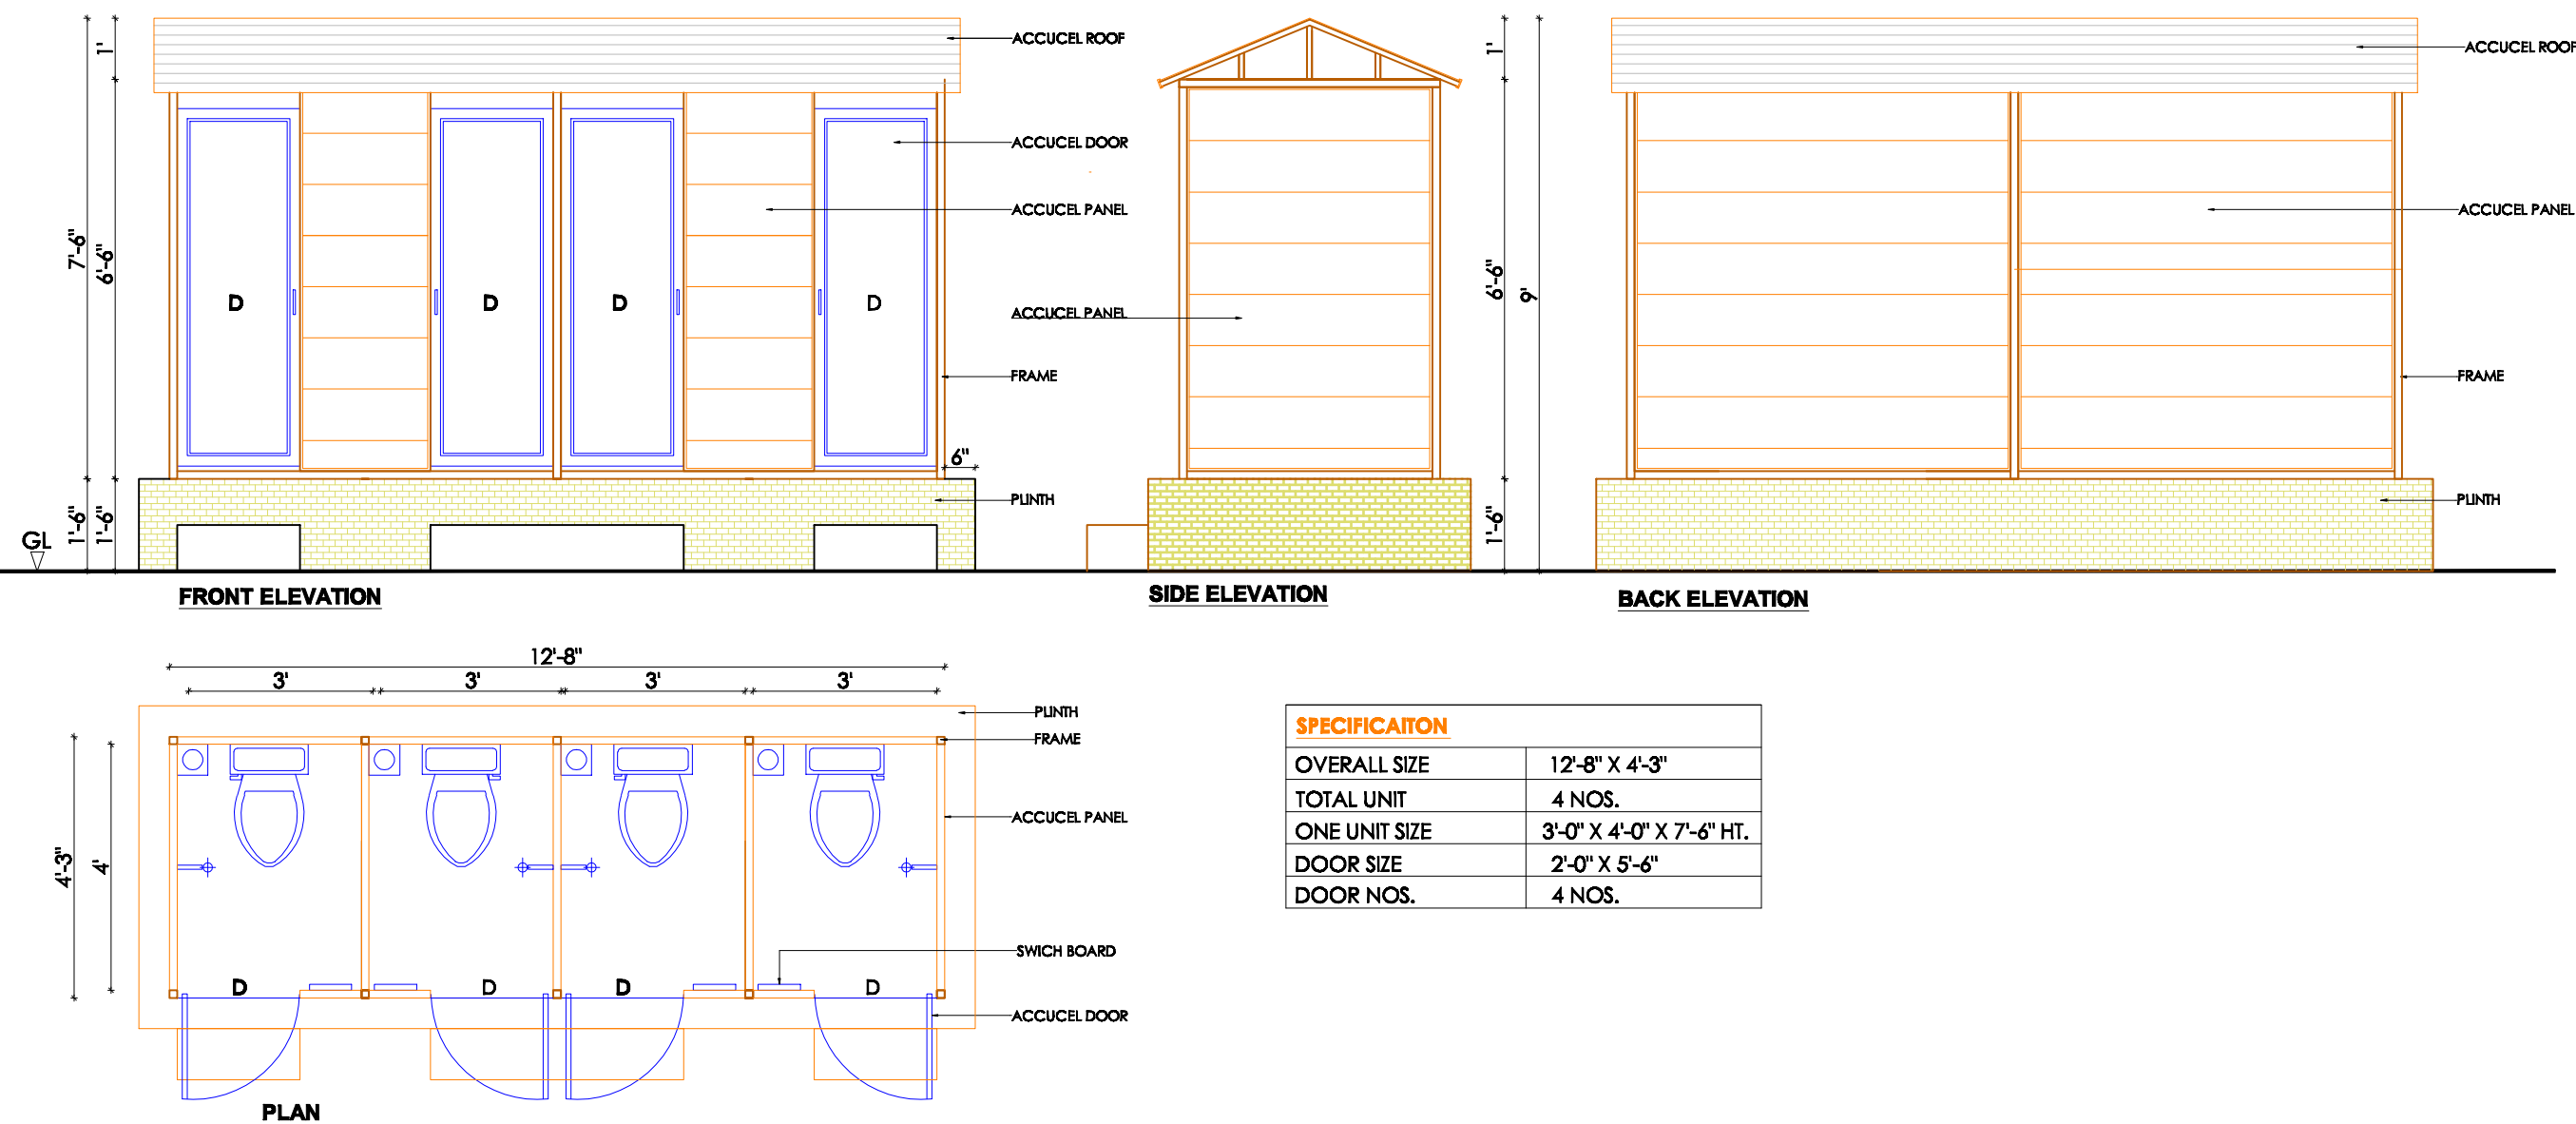 1'
7'-6"
6'-6"
1'-6"
1'-6"
GL
D
D
D
D
6"
ACCUCEL ROOF
ACCUCEL DOOR
ACCUCEL PANEL
ACCUCEL PANEL
FRAME
PLINTH
FRONT ELEVATION
SIDE ELEVATION
1'
6'-6"
9'
1'-6"
ACCUCEL ROOF
ACCUCEL PANEL
FRAME
PLINTH
BACK ELEVATION
12'-8"
3'
3'
3'
3'
4'-3"
4'
PLINTH
FRAME
ACCUCEL PANEL
SWICH BOARD
D
D
D
D
ACCUCEL DOOR
PLAN
SPECIFICAITON
OVERALL SIZE 12'-8" X 4'-3"
TOTAL UNIT 4 NOS.
ONE UNIT SIZE 3'-0" X 4'-0" X 7'-6" HT.
DOOR SIZE 2'-0" X 5'-6"
DOOR NOS. 4 NOS.